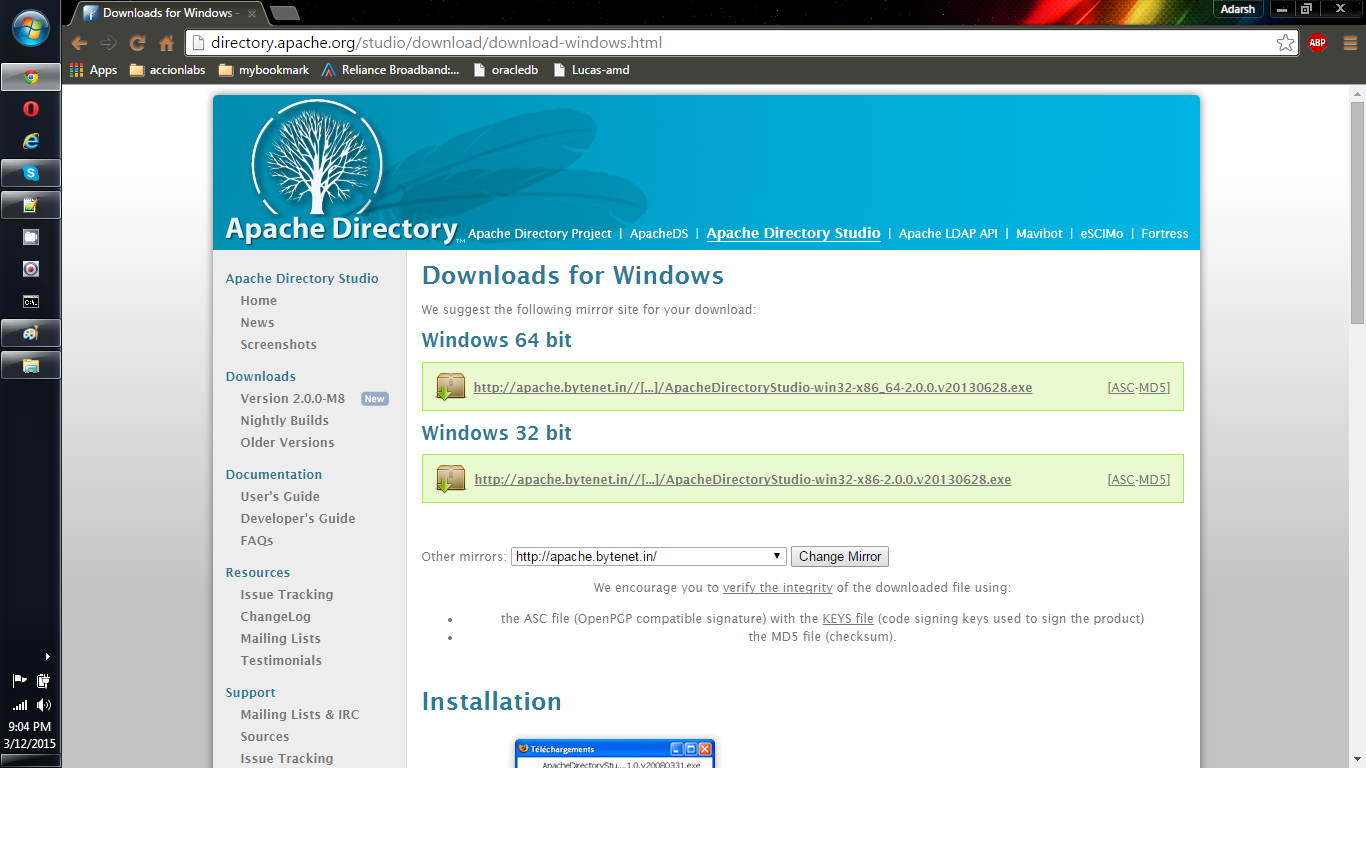 Downloads for Windows –
Adarsh
directory.apache.org/studio/download/download-windows.html
ABP
Apps accionlabs mybookmark Reliance Broadband:... oracledb Lucas-amd
Apache Directory™
Apache Directory Project | ApacheDS | Apache Directory Studio | Apache LDAP API | Mavibot | eSCIMo | Fortress
Apache Directory Studio
Home
News
Screenshots
Downloads
Version 2.0.0-M8 New
Nightly Builds
Older Versions
Documentation
User's Guide
Developer's Guide
FAQs
Resources
Issue Tracking
ChangeLog
Mailing Lists
Testimonials
Support
Mailing Lists & IRC
Sources
Issue Tracking
Downloads for Windows
We suggest the following mirror site for your download:
Windows 64 bit
http://apache.bytenet.in//[...]/ApacheDirectoryStudio-win32-x86_64-2.0.0.v20130628.exe [ASC-MD5]
Windows 32 bit
http://apache.bytenet.in//[...]/ApacheDirectoryStudio-win32-x86-2.0.0.v20130628.exe [ASC-MD5]
Other mirrors: http://apache.bytenet.in/ Change Mirror
We encourage you to verify the integrity of the downloaded file using:
• the ASC file (OpenPGP compatible signature) with the KEYS file (code signing keys used to sign the product)
• the MD5 file (checksum).
Installation
Téléchargements
ApacheDirectoryStu....1.0.v20080331.exe
9:04 PM
3/12/2015